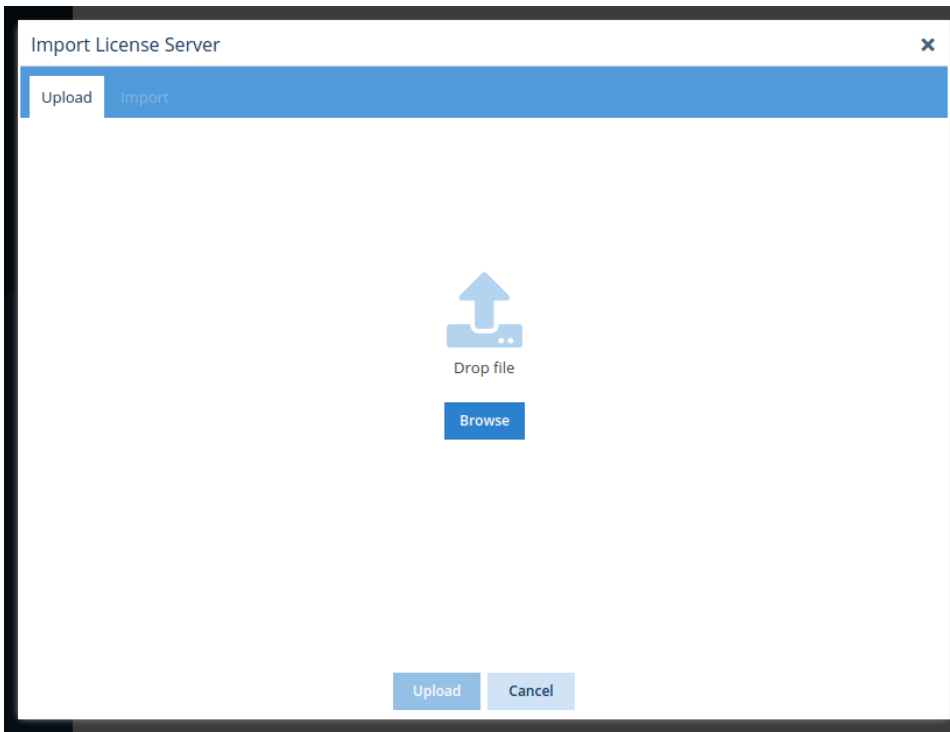 Import License Server
Upload Import
Drop file
Browse
Upload Cancel